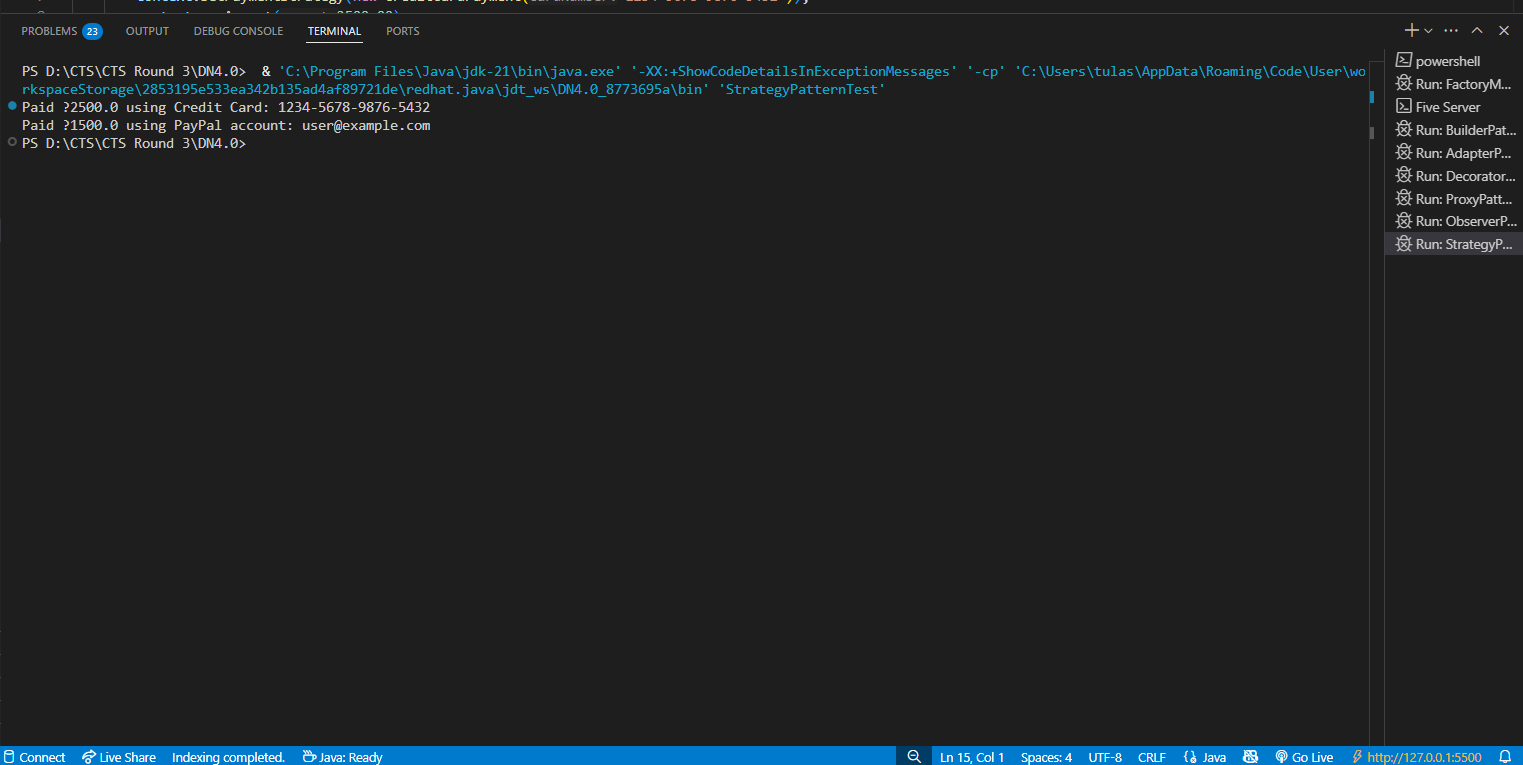 PROBLEMS 23 OUTPUT DEBUG CONSOLE TERMINAL PORTS
PS D:\CTS\CTS Round 3\DN4.0>  & 'C:\Program Files\Java\jdk-21\bin\java.exe' '-XX:+ShowCodeDetailsInExceptionMessages' '-cp' 'C:\Users\tulas\AppData\Roaming\Code\User\wo
rkspaceStorage\2853195e533ea342b135ad4af89721de\redhat.java\jdt_ws\DN4.0_8773695a\bin' 'StrategyPatternTest'
Paid ?2500.0 using Credit Card: 1234-5678-9876-5432
Paid ?1500.0 using PayPal account: user@example.com
PS D:\CTS\CTS Round 3\DN4.0>
powershell
Run: FactoryM...
Five Server
Run: BuilderPat...
Run: AdapterP...
Run: Decorator...
Run: ProxyPatt...
Run: ObserverP...
Run: StrategyP...
Connect Live Share Indexing completed. Java: Ready Ln 15, Col 1 Spaces: 4 UTF-8 CRLF Java Go Live http://127.0.0.1:5500